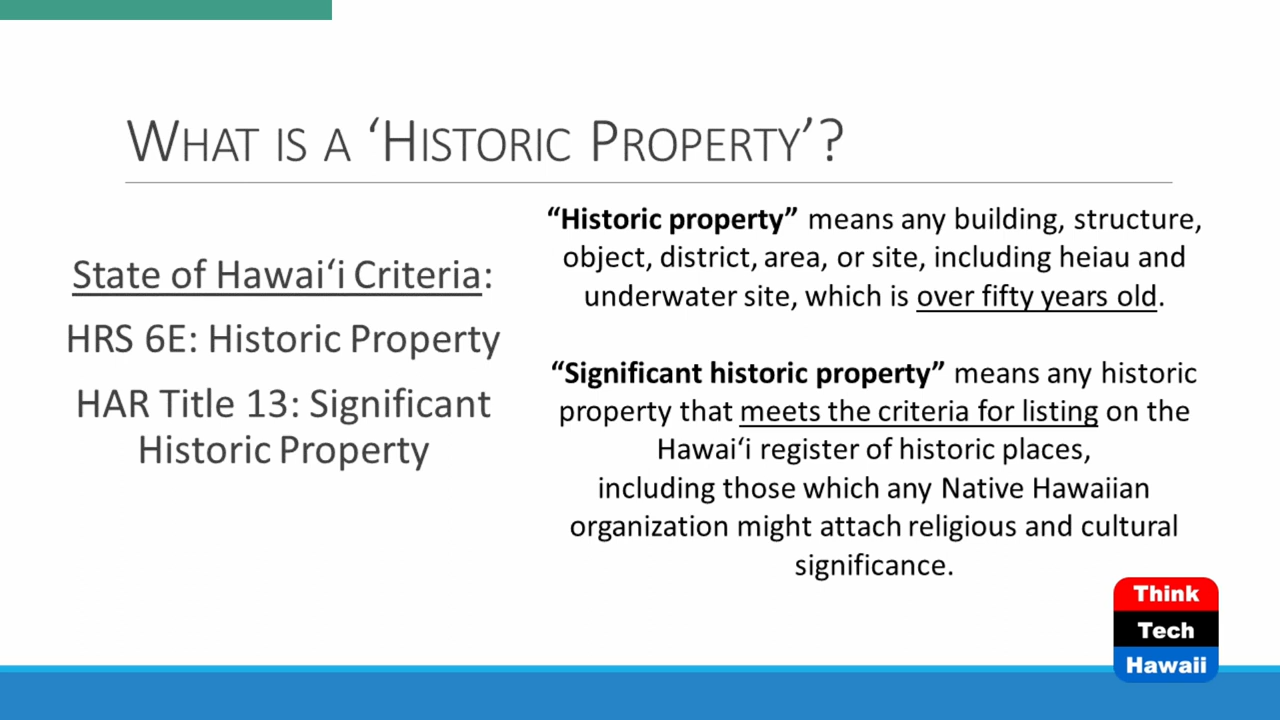 WHAT IS A ‘HISTORIC PROPERTY’?
State of Hawai‘i Criteria:
HRS 6E: Historic Property
HAR Title 13: Significant
Historic Property
“Historic property” means any building, structure,
object, district, area, or site, including heiau and
underwater site, which is over fifty years old.
“Significant historic property” means any historic
property that meets the criteria for listing on the
Hawai‘i register of historic places,
including those which any Native Hawaiian
organization might attach religious and cultural
significance.
Think
Tech
Hawaii